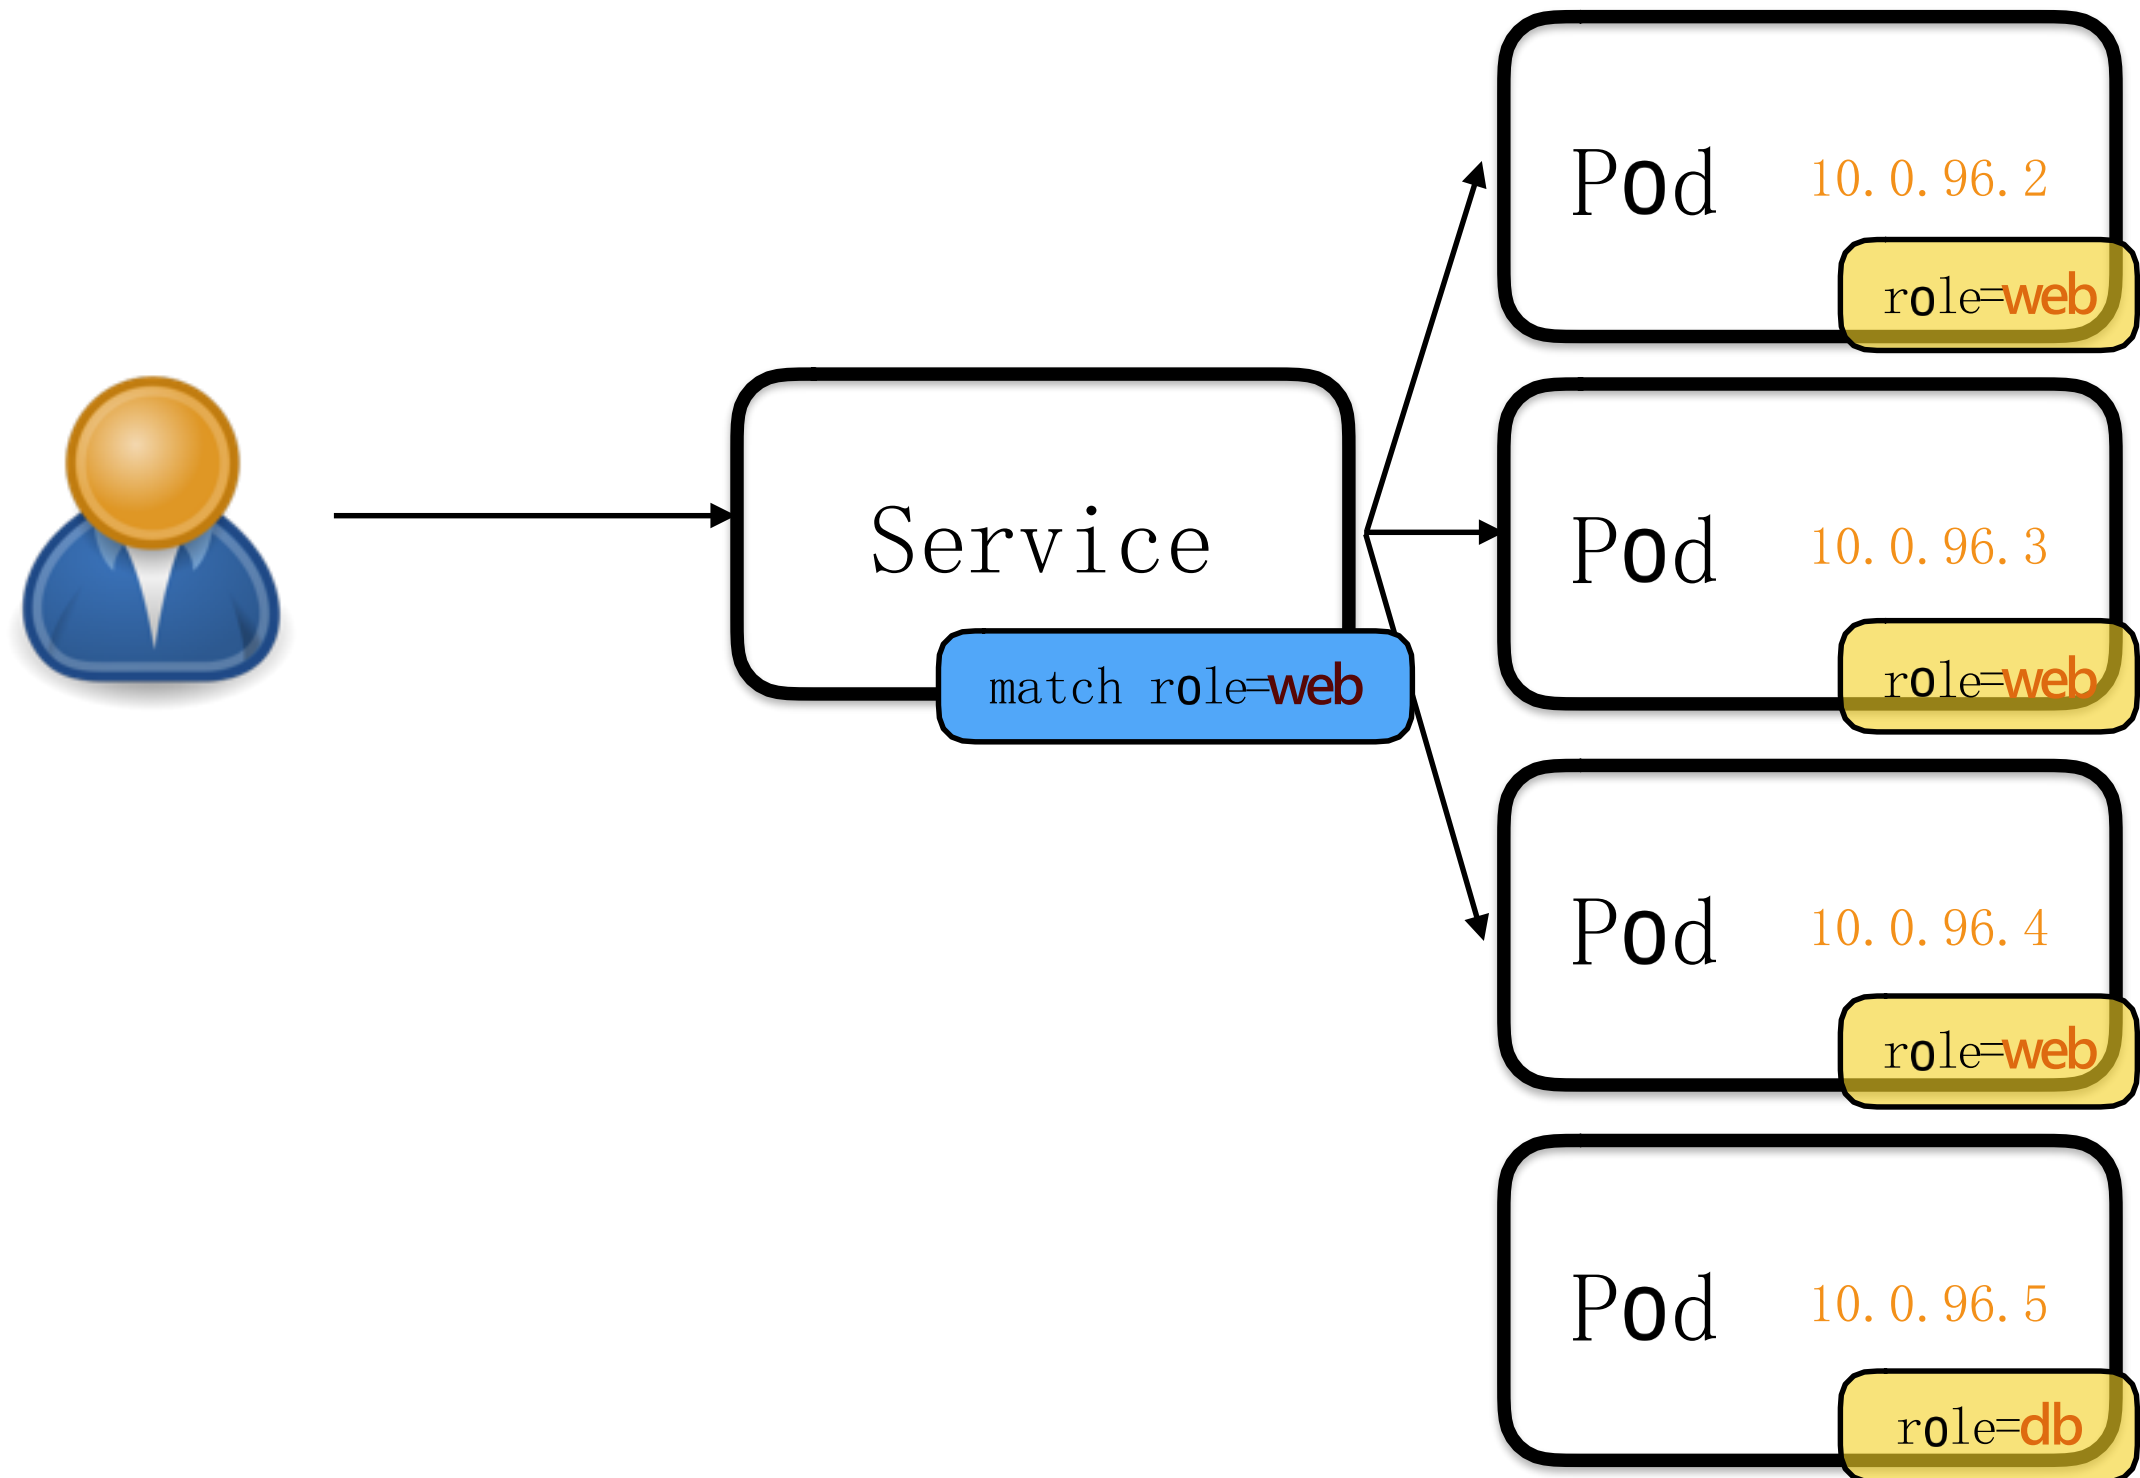 Pod 10.0.96.2
role=web
Service
match role=web
Pod 10.0.96.3
role=web
Pod 10.0.96.4
role=web
Pod 10.0.96.5
role=db